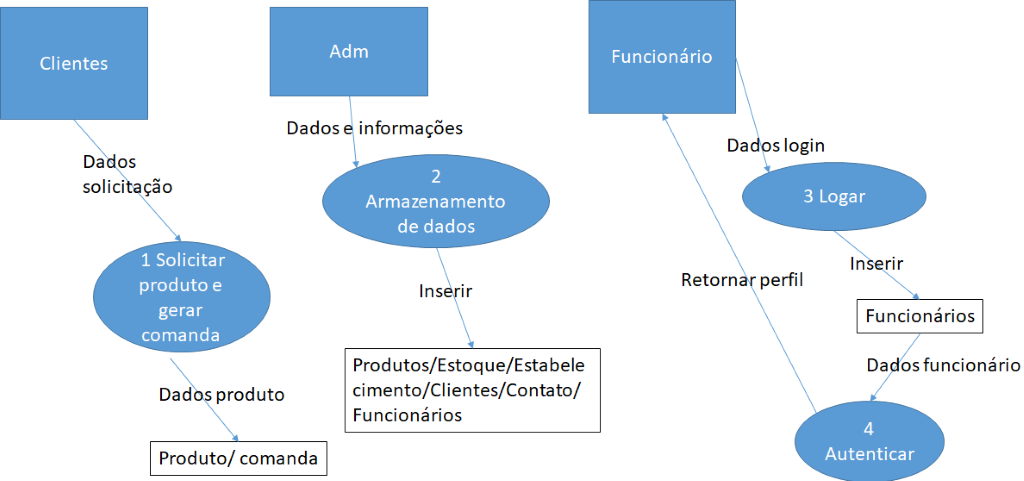 Clientes
Adm
Funcionário
Dados e informações
Dados
solicitação
Dados login
2
Armazenamento
de dados
3 Logar
1 Solicitar
produto e
gerar
comanda
Inserir
Retornar perfil
Inserir
Funcionários
Produtos/Estoque/Estabele
cimento/Clientes/Contato/
Funcionários
Dados funcionário
Dados produto
4
Autenticar
Produto/ comanda